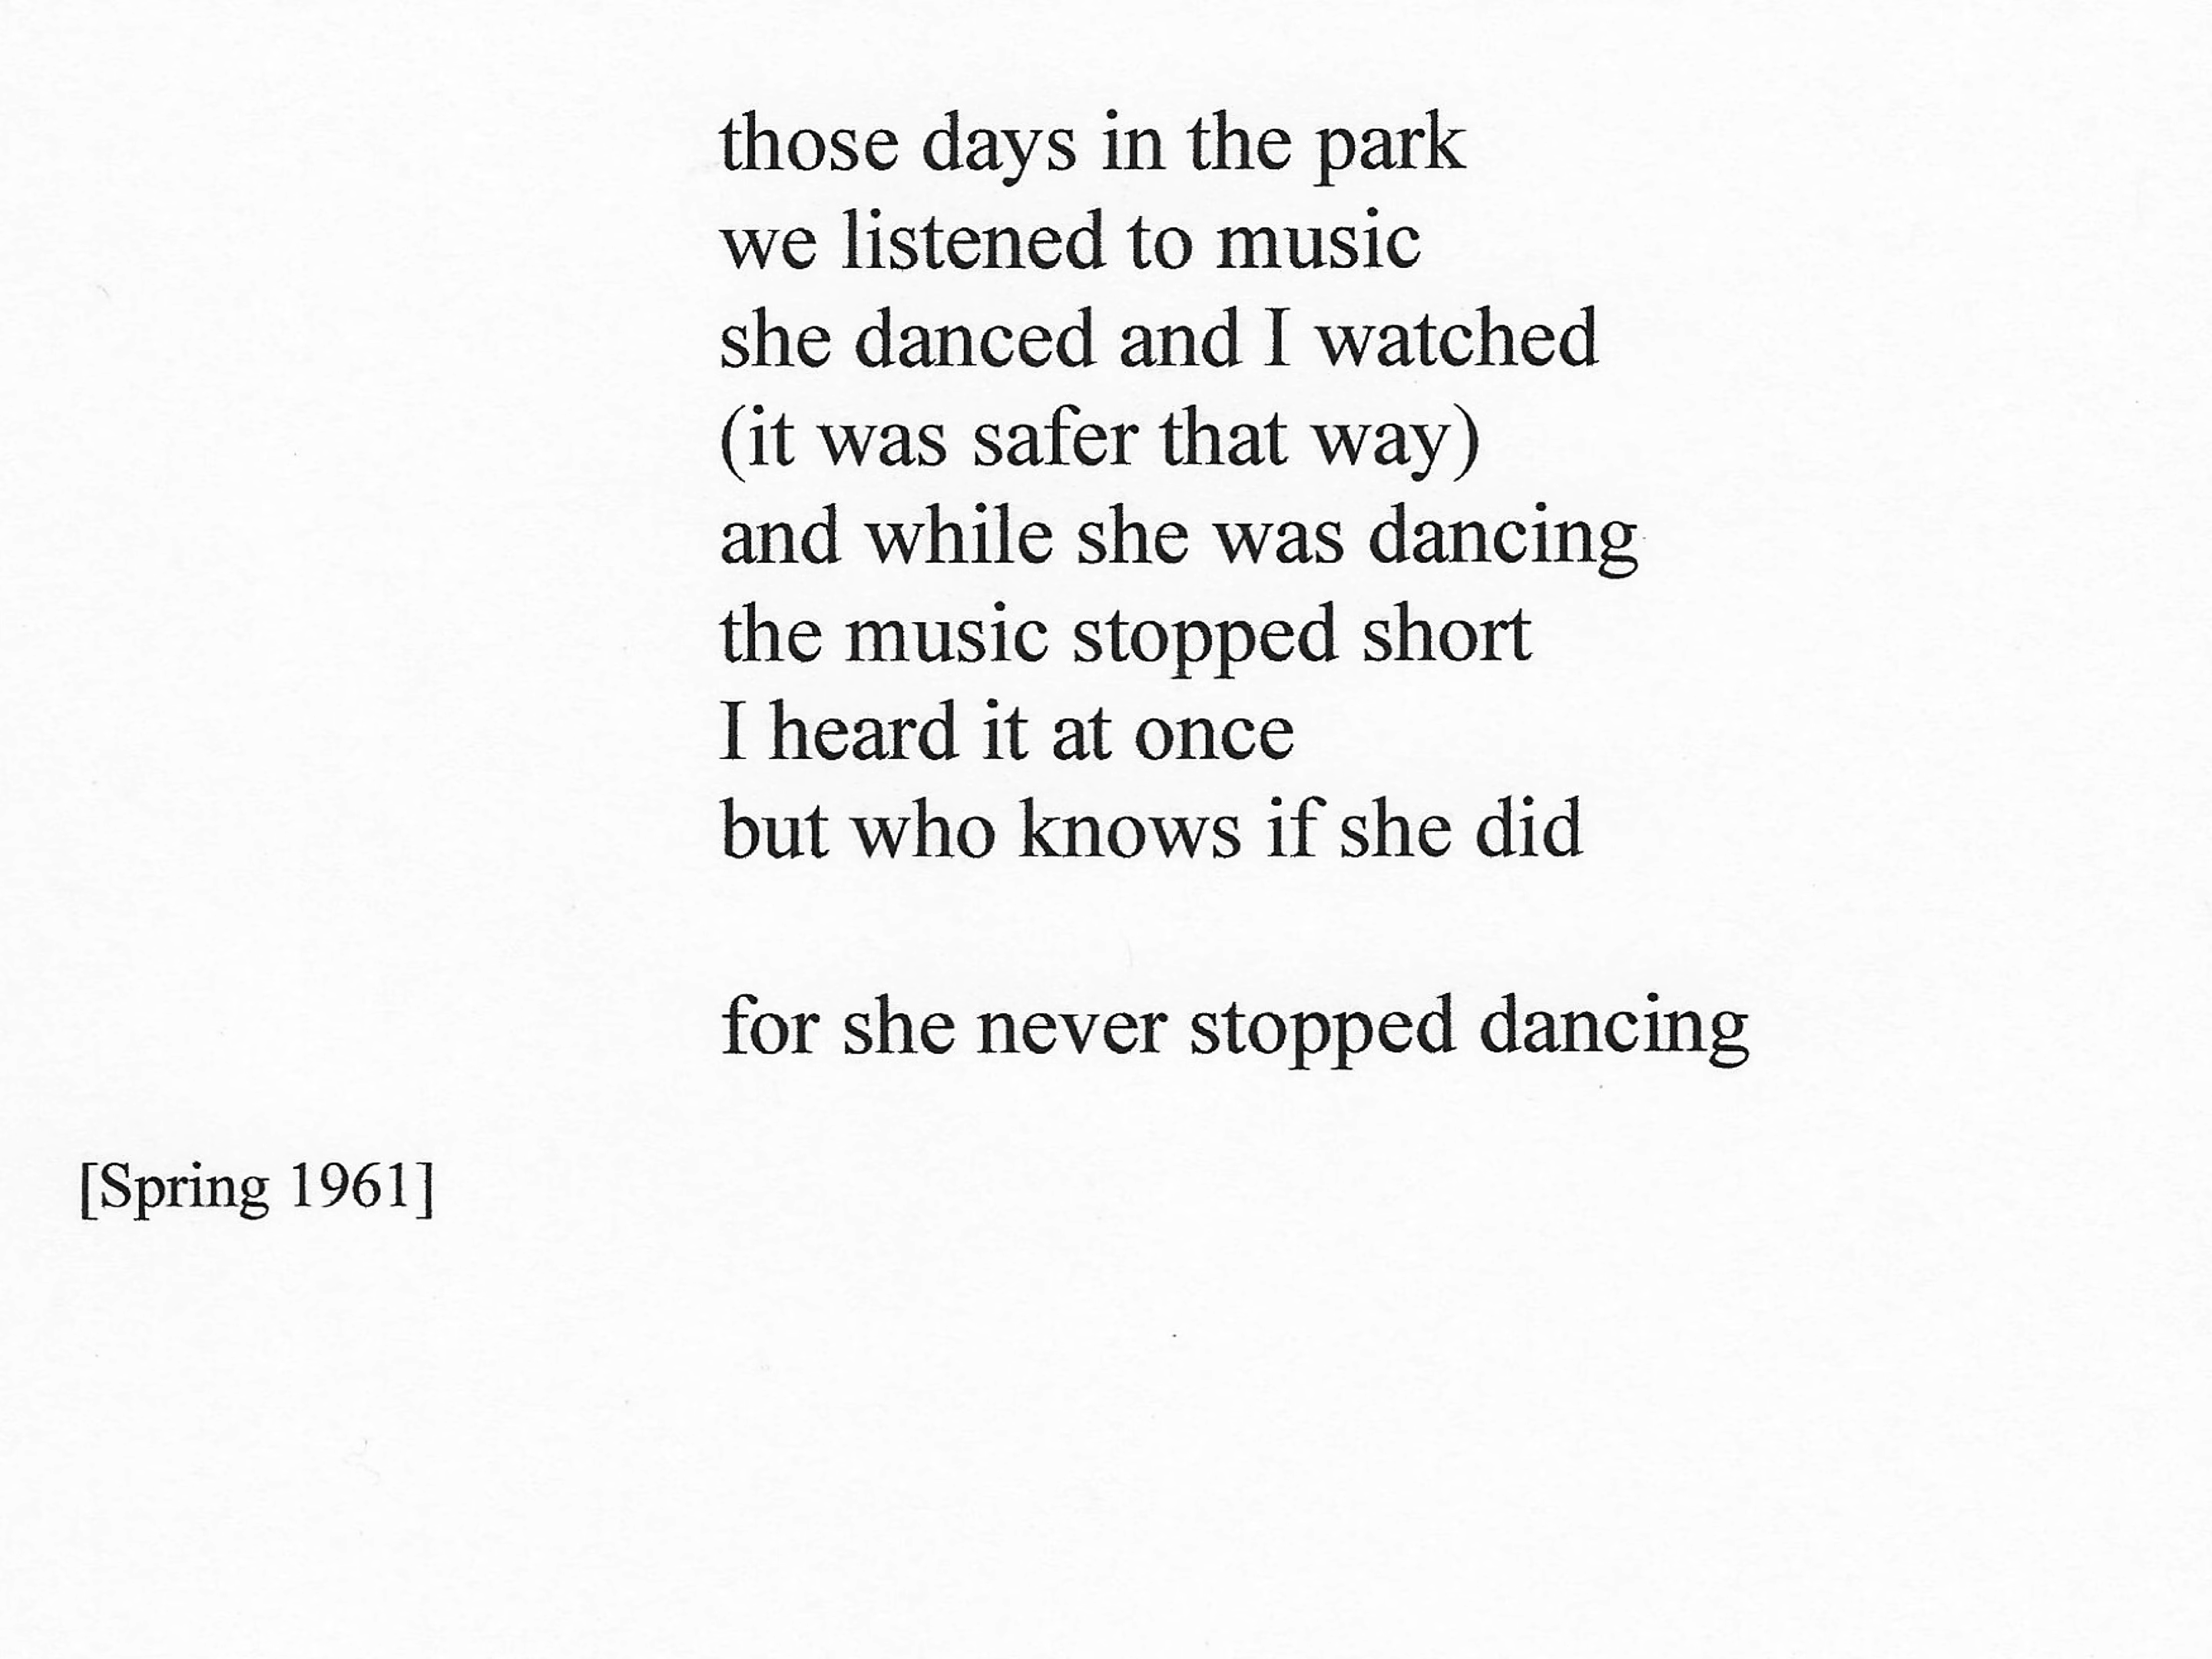 those days in the park
we listened to music
she danced and I watched
(it was safer that way)
and while she was dancing
the music stopped short
I heard it at once
but who knows if she did

for she never stopped dancing

[Spring 1961]